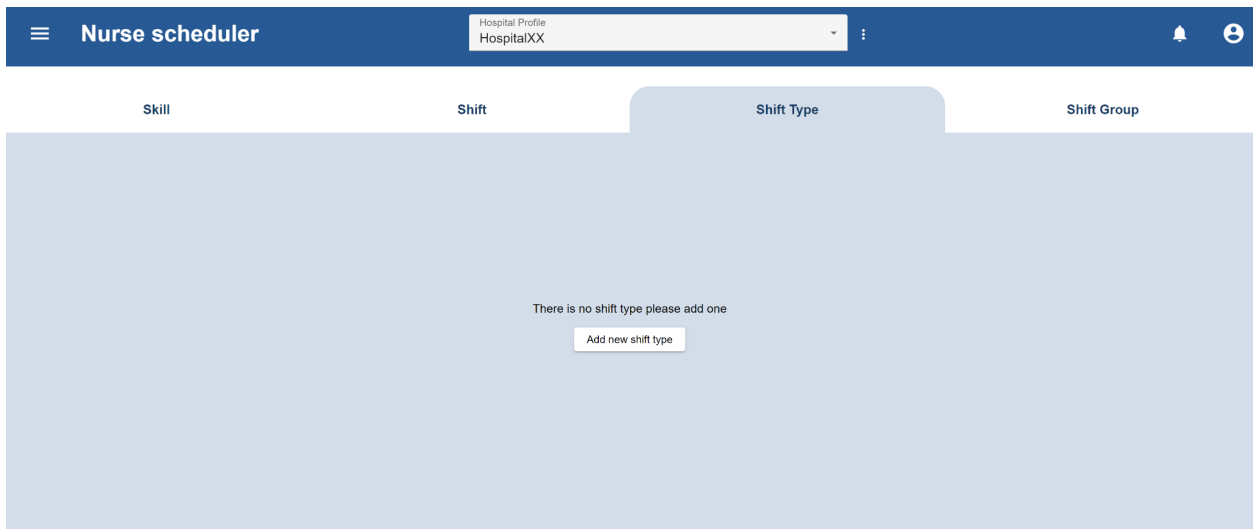 Nurse scheduler
Hospital Profile
HospitalXX
Skill
Shift
Shift Type
Shift Group
There is no shift type please add one
Add new shift type